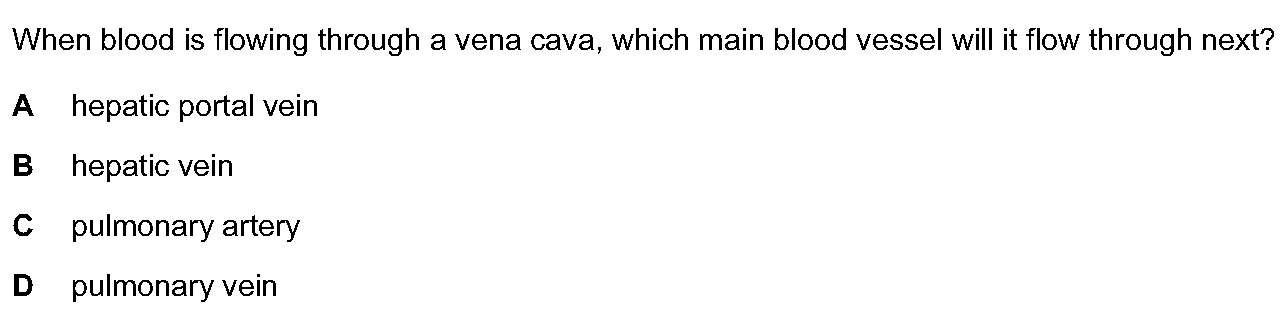 When blood is flowing through a vena cava, which main blood vessel will it flow through next?
A hepatic portal vein
B hepatic vein
C pulmonary artery
D pulmonary vein